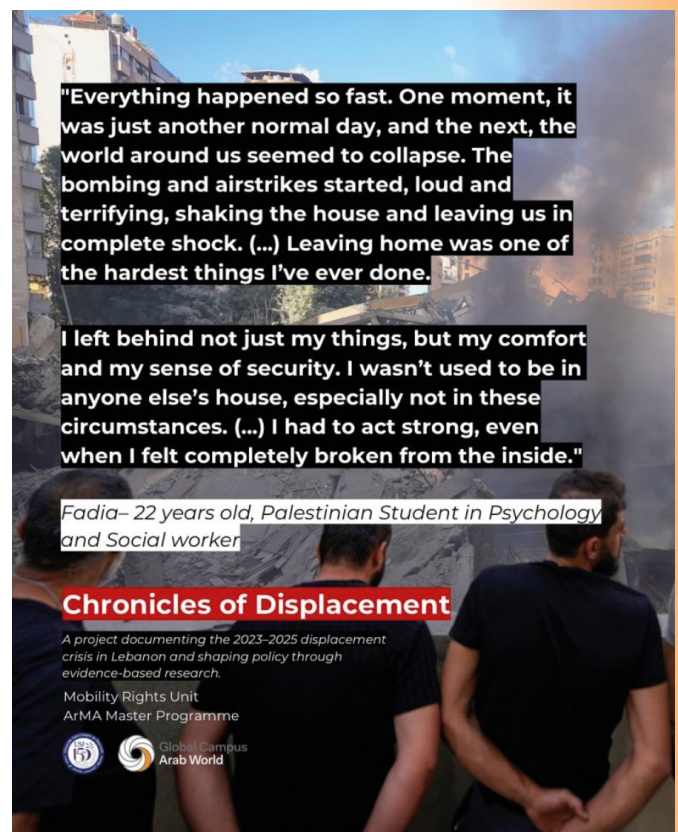 "Everything happened so fast. One moment, it
was just another normal day, and the next, the
world around us seemed to collapse. The
bombing and airstrikes started, loud and
terrifying, shaking the house and leaving us in
complete shock. (...) Leaving home was one of
the hardest things I've ever done.
I left behind not just my things, but my comfort
and my sense of security. I wasn't used to be in
anyone else's house, especially not in these
circumstances. (...) I had to act strong, even
when I felt completely broken from the inside."
Fadia– 22 years old, Palestinian Student in Psychology
and Social worker
Chronicles of Displacement
A project documenting the 2023–2025 displacement
crisis in Lebanon and shaping policy through
evidence-based research.
Mobility Rights Unit
ArMA Master Programme
USJ
150
Global Campus
Arab World